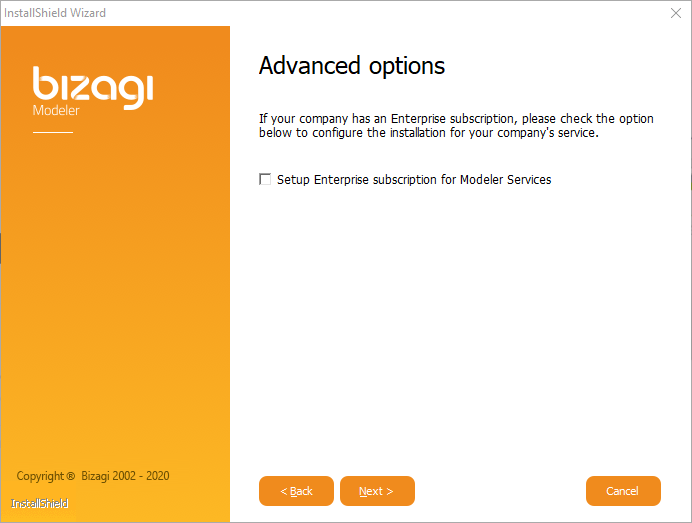 InstallShield Wizard
bizagi
Modeler
Advanced options
If your company has an Enterprise subscription, please check the option
below to configure the installation for your company's service.
Setup Enterprise subscription for Modeler Services
Copyright ® Bizagi 2002 - 2020
InstallShield
< Back
Next >
Cancel